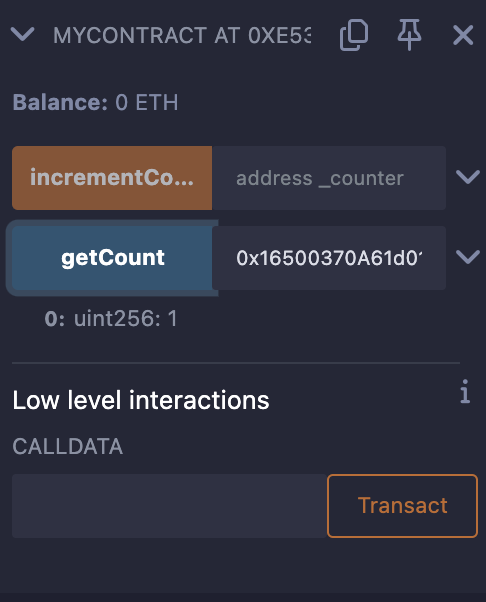 MYCONTRACT AT 0XE53
Balance: 0 ETH
incrementCo... address _counter
getCount 0x16500370A61d0
0: uint256: 1
Low level interactions i
CALLDATA
Transact